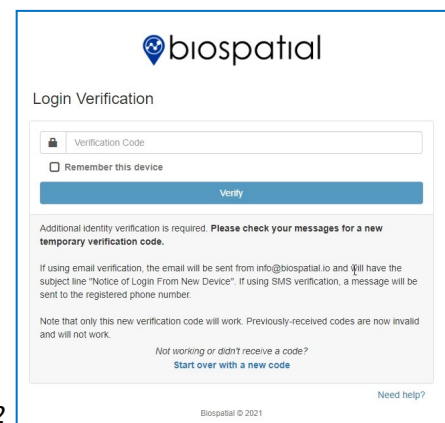 biospatial
Login Verification
Verification Code
Remember this device
Verify
Additional identity verification is required. Please check your messages for a new
temporary verification code.
If using email verification, the email will be sent from info@biospatial.io and will have the
subject line "Notice of Login From New Device". If using SMS verification, a message will be
sent to the registered phone number.
Note that only this new verification code will work. Previously-received codes are now invalid
and will not work.
Not working or didn't receive a code?
Start over with a new code
Need help?
Biospatial © 2021
2